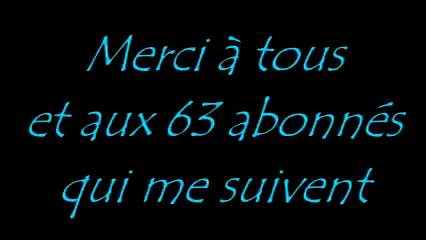 Merci à tous
et aux 63 abonnés
qui me suivent